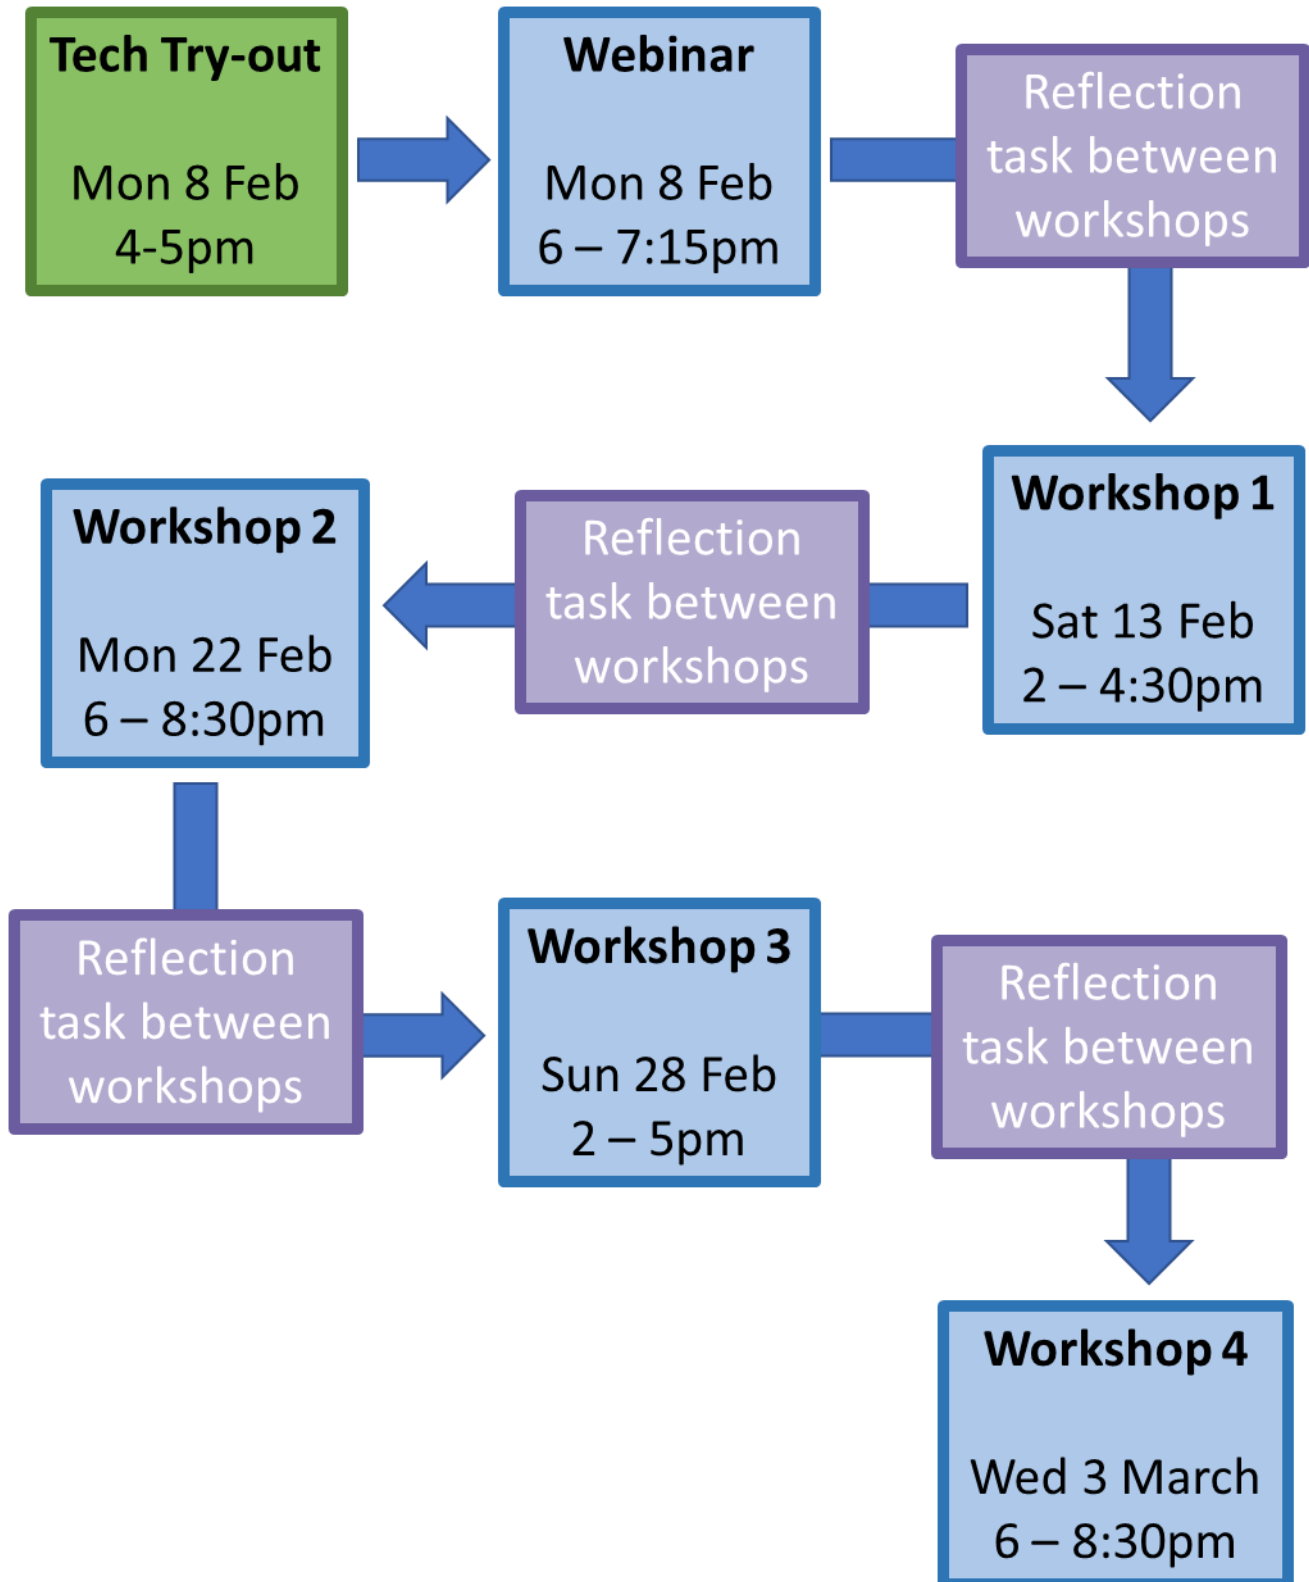 Tech Try-out
Mon 8 Feb
4-5pm
Webinar
Mon 8 Feb
6 – 7:15pm
Reflection
task between
workshops
Workshop 1
Sat 13 Feb
2 – 4:30pm
Reflection
task between
workshops
Workshop 2
Mon 22 Feb
6 – 8:30pm
Reflection
task between
workshops
Workshop 3
Sun 28 Feb
2 – 5pm
Reflection
task between
workshops
Workshop 4
Wed 3 March
6 – 8:30pm